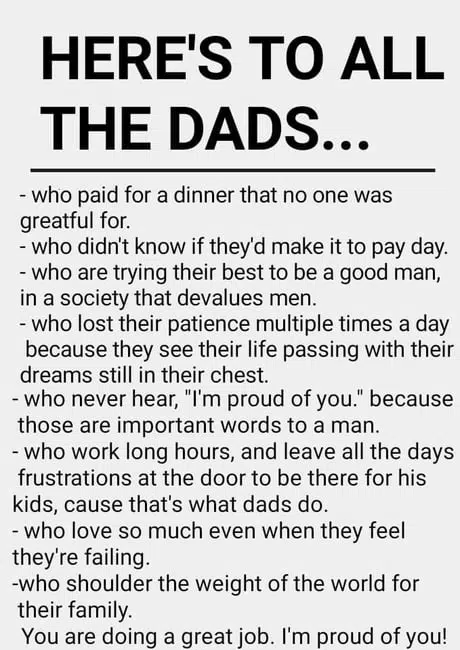 HERE'S TO ALL
THE DADS...
- who paid for a dinner that no one was
greatful for.
- who didn't know if they'd make it to pay day.
- who are trying their best to be a good man,
in a society that devalues men.
- who lost their patience multiple times a day
because they see their life passing with their
dreams still in their chest.
- who never hear, "I'm proud of you." because
those are important words to a man.
- who work long hours, and leave all the days
frustrations at the door to be there for his
kids, cause that's what dads do.
- who love so much even when they feel
they're failing.
-who shoulder the weight of the world for
their family.
You are doing a great job. I'm proud of you!